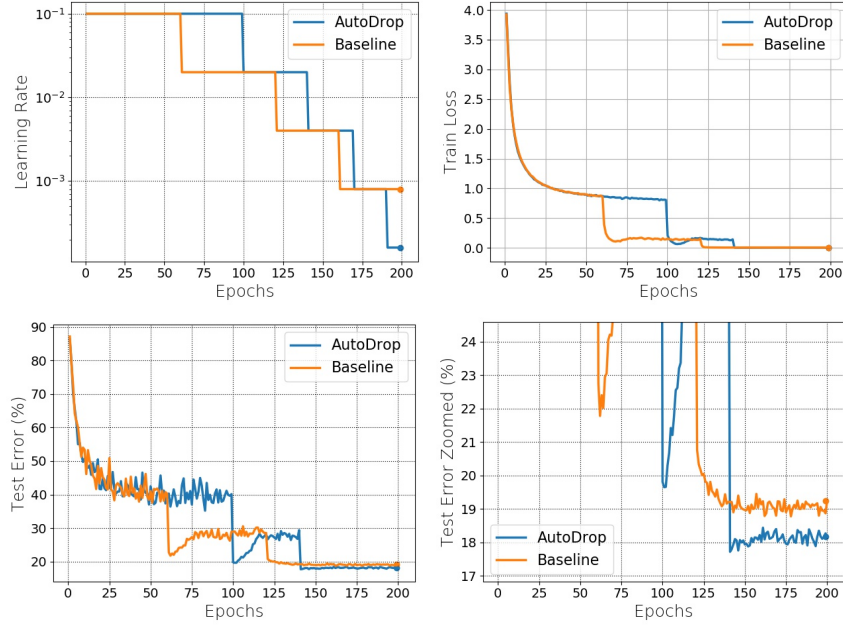 Learning Rate
10⁻¹
10⁻²
10⁻³
0 25 50 75 100 125 150 175 200
Epochs
AutoDrop
Baseline
Train Loss
4.0
3.5
3.0
2.5
2.0
1.5
1.0
0.5
0.0
0 25 50 75 100 125 150 175 200
Epochs
AutoDrop
Baseline
Test Error (%)
90
80
70
60
50
40
30
20
0 25 50 75 100 125 150 175 200
Epochs
AutoDrop
Baseline
Test Error Zoomed (%)
24
23
22
21
20
19
18
17
0 25 50 75 100 125 150 175 200
Epochs
AutoDrop
Baseline